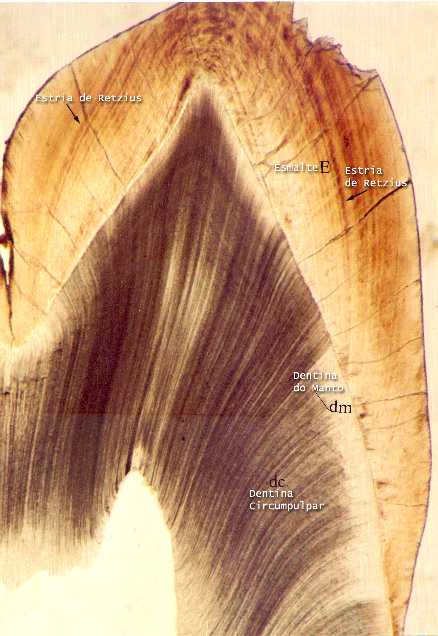 Estria de Retzius
Esmalte E
Estria
de Retzius
Dentina
do Manto
dm
dc
Dentina
Circumpulpar